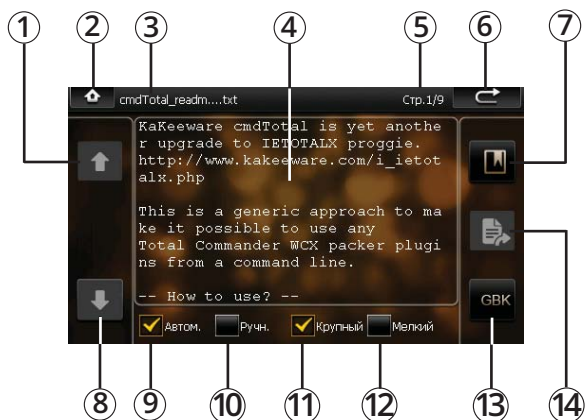 1 2 3 4 5 6 7
cmdTotal_readm....txt Стр.1/9
KaKeeware cmdTotal is yet anothe
r upgrade to IETOTALX proggie.
http://www.kakeeware.com/i_ietot
alx.php
This is a generic approach to ma
ke it possible to use any
Total Commander WCX packer plugi
ns from a command line.
-- How to use? --
GBK
Автом. Ручн. Крупный Мелкий
8 9 10 11 12 13 14